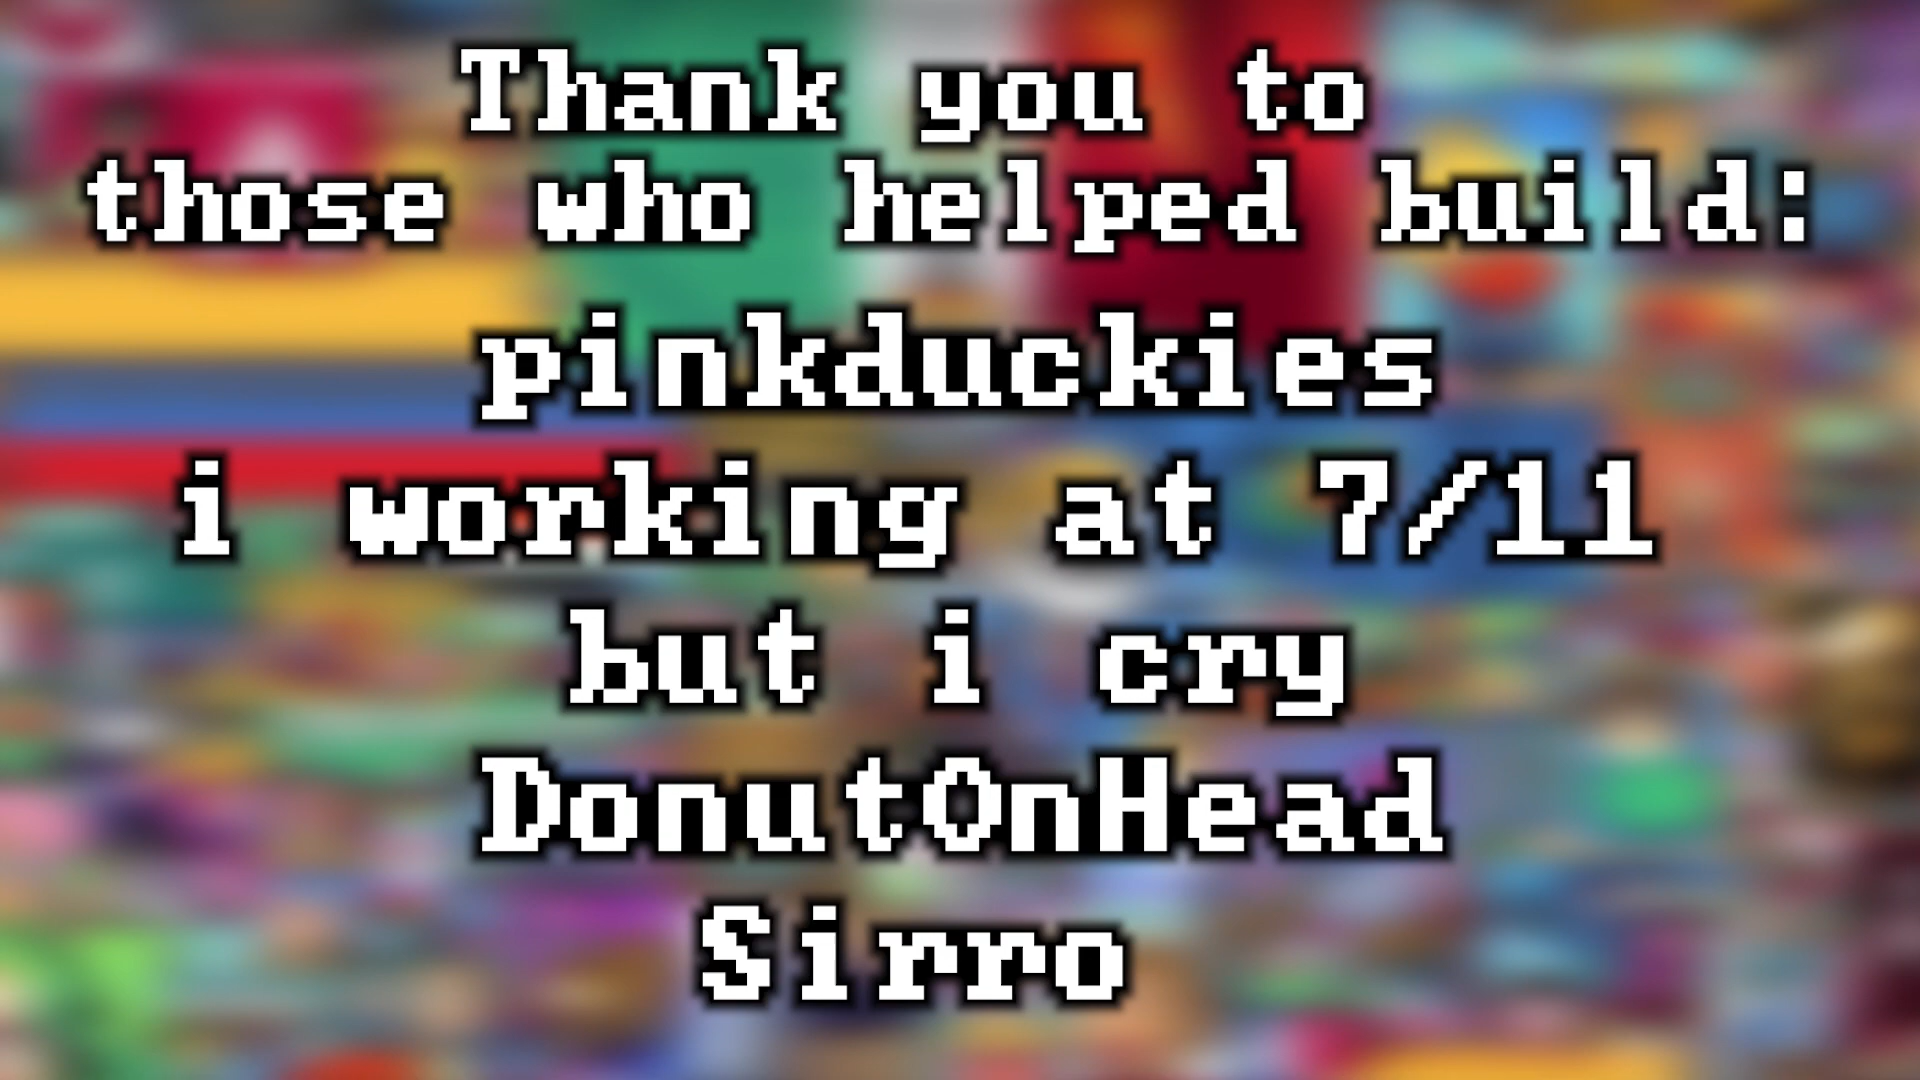 Thank you to
those who helped build:
pinkduckies
i working at 7/11
but i cry
DonutOnHead
Sirro